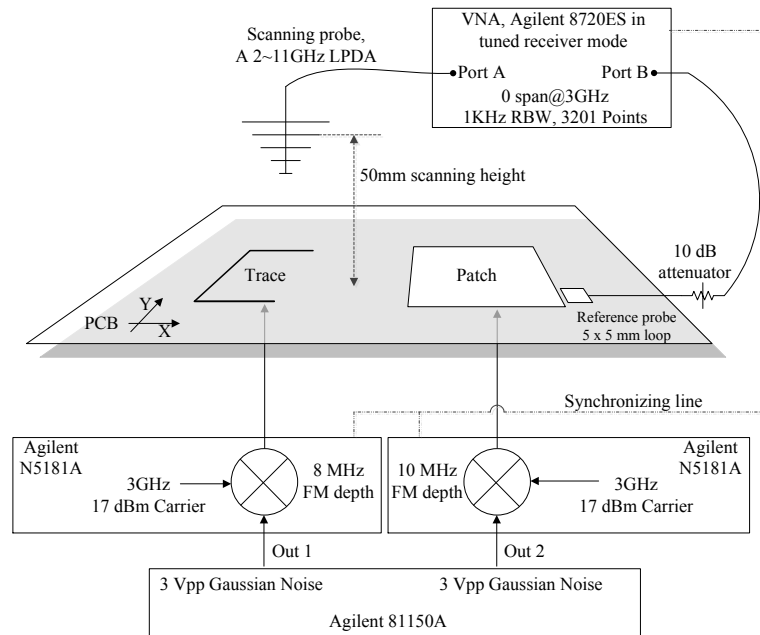 Scanning probe,
A 2~11GHz LPDA
VNA, Agilent 8720ES in
tuned receiver mode
Port A
Port B
0 span@3GHz
1KHz RBW, 3201 Points
50mm scanning height
10 dB
attenuator
Trace
Patch
Y
X
PCB
Reference probe
5 x 5 mm loop
Synchronizing line
Agilent
N5181A
3GHz
17 dBm Carrier
8 MHz
FM depth
10 MHz
FM depth
Agilent
N5181A
3GHz
17 dBm Carrier
Out 1
Out 2
3 Vpp Gaussian Noise
3 Vpp Gaussian Noise
Agilent 81150A